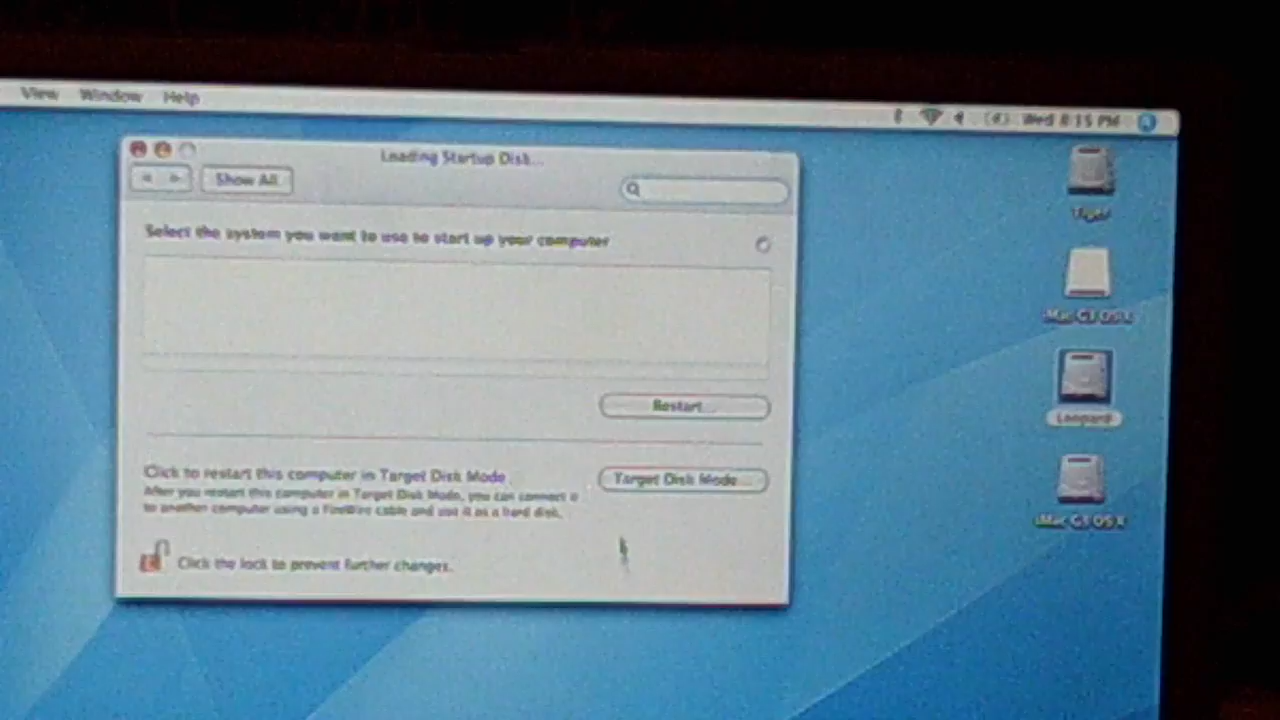 View Window Help
Wed 8:15 PM
Loading Startup Disk...
Show All
Select the system you want to use to start up your computer
Restart...
Click to restart this computer in Target Disk Mode
Target Disk Mode...
After you restart this computer in Target Disk Mode, you can connect it
to another computer using a FireWire cable and use it as a hard disk.
Click the lock to prevent further changes.
Tiger
iMac G3 OS X
Leopard
iMac G3 OS X